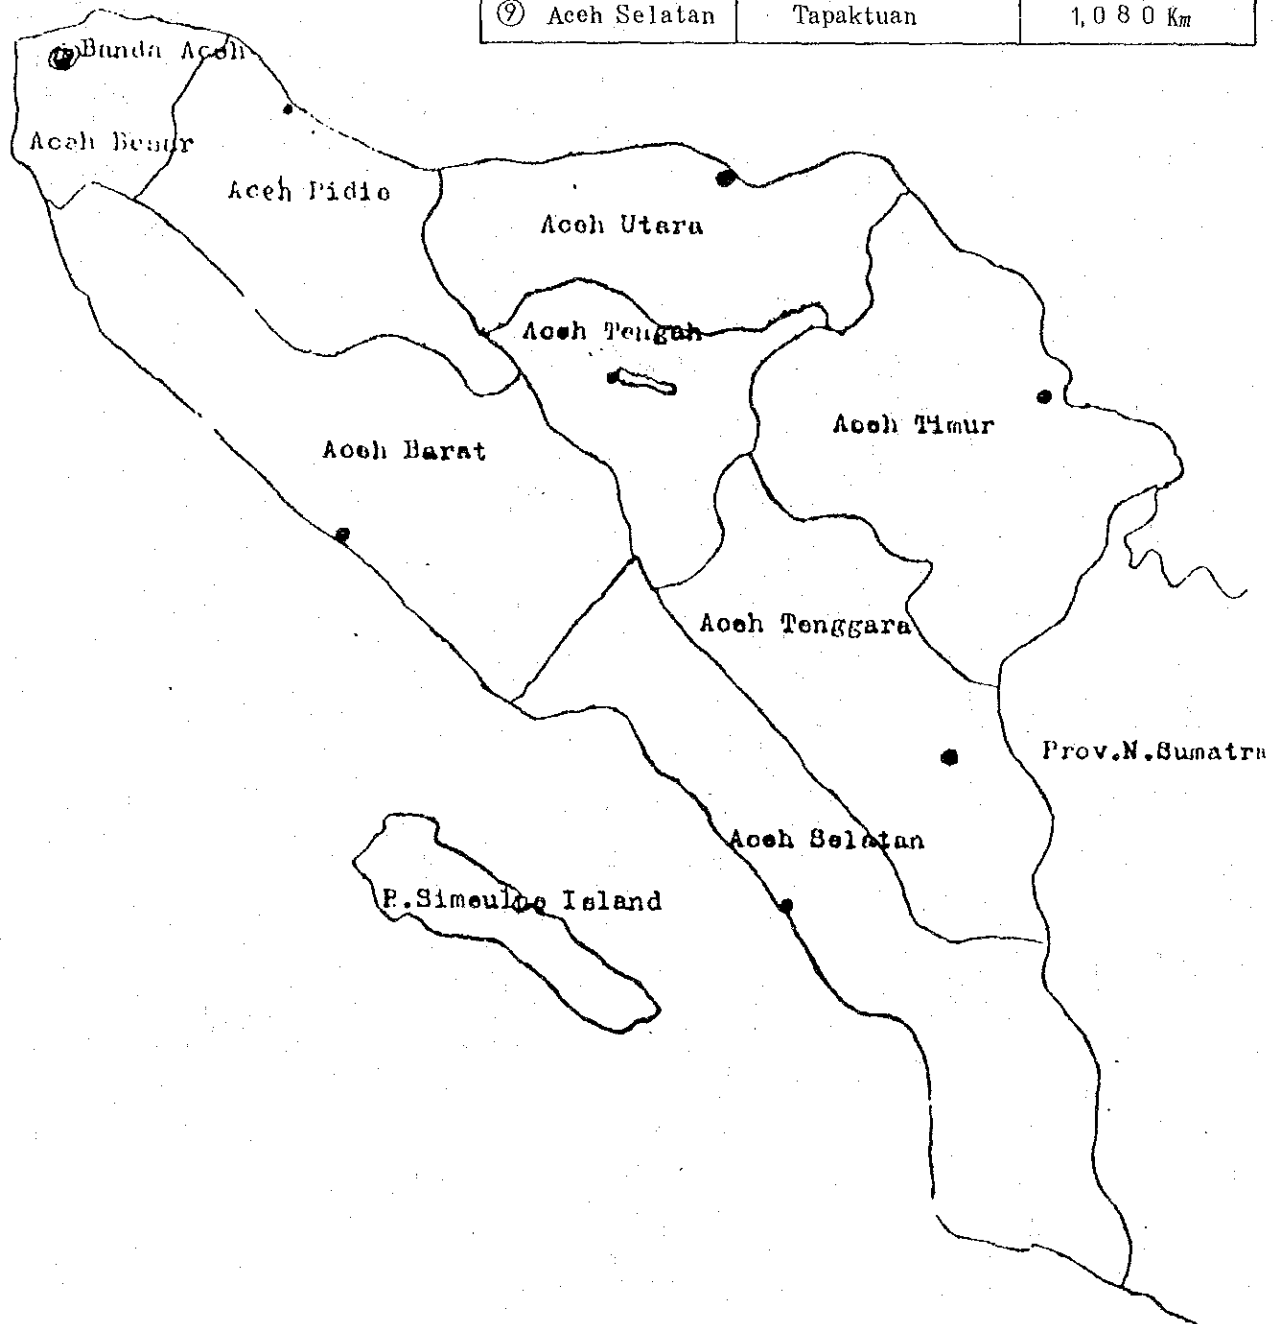 ⑨ Aceh Selatan Tapaktuan 1,080 Km
Banda Aceh
Aceh Besar
Aceh Pidie
Aceh Utara
Aceh Tengah
Aceh Timur
Aceh Barat
Aceh Tenggara
Prov.N.Sumatra
Aceh Selatan
P.Simeulue Island